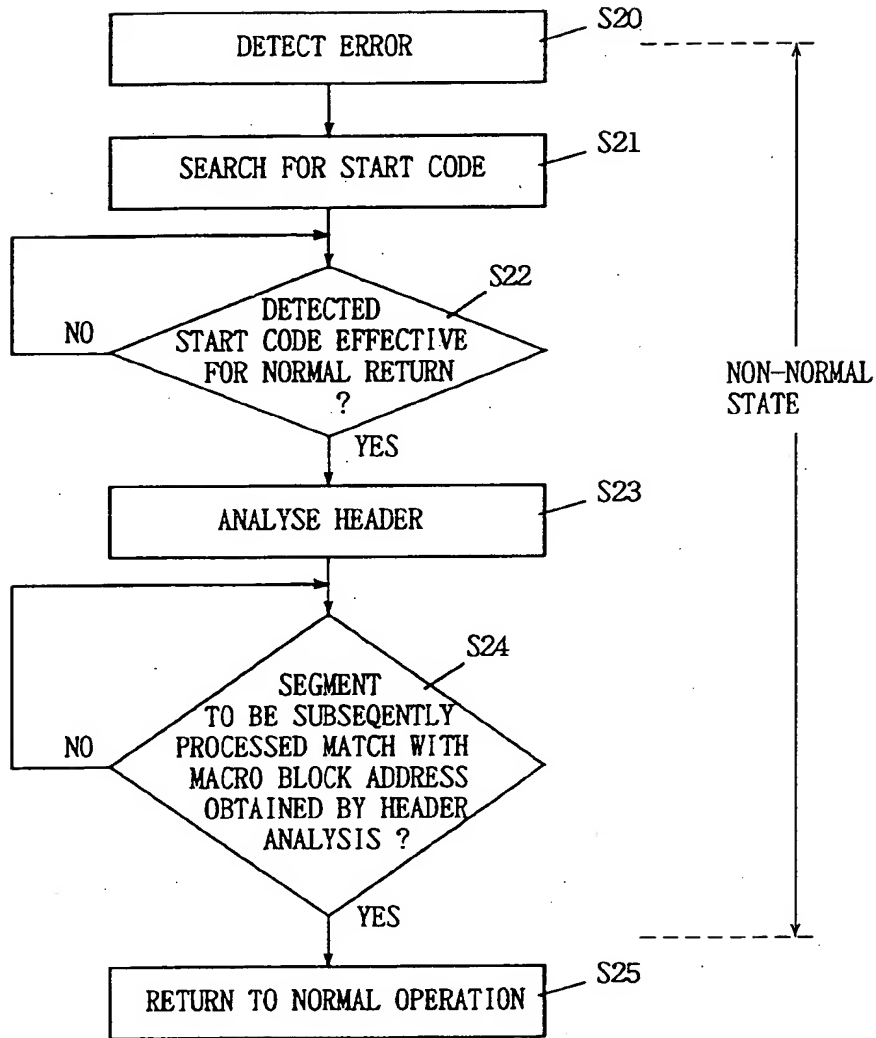 S20
DETECT ERROR
S21
SEARCH FOR START CODE
S22
DETECTED
START CODE EFFECTIVE
FOR NORMAL RETURN
?
NO
YES
NON-NORMAL
STATE
S23
ANALYSE HEADER
S24
SEGMENT
TO BE SUBSEQENTLY
PROCESSED MATCH WITH
MACRO BLOCK ADDRESS
OBTAINED BY HEADER
ANALYSIS ?
NO
YES
S25
RETURN TO NORMAL OPERATION